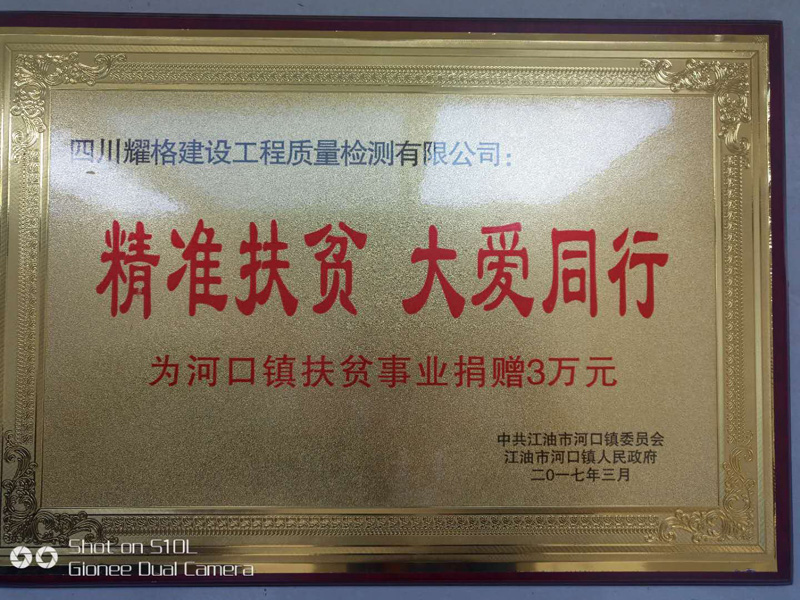 四川耀格建设工程质量检测有限公司:
精准扶贫 大爱同行
为河口镇扶贫事业捐赠3万元
中共江油市河口镇委员会
江油市河口镇人民政府
二0一七年三月
Shot on S10L
Gionee Dual Camera